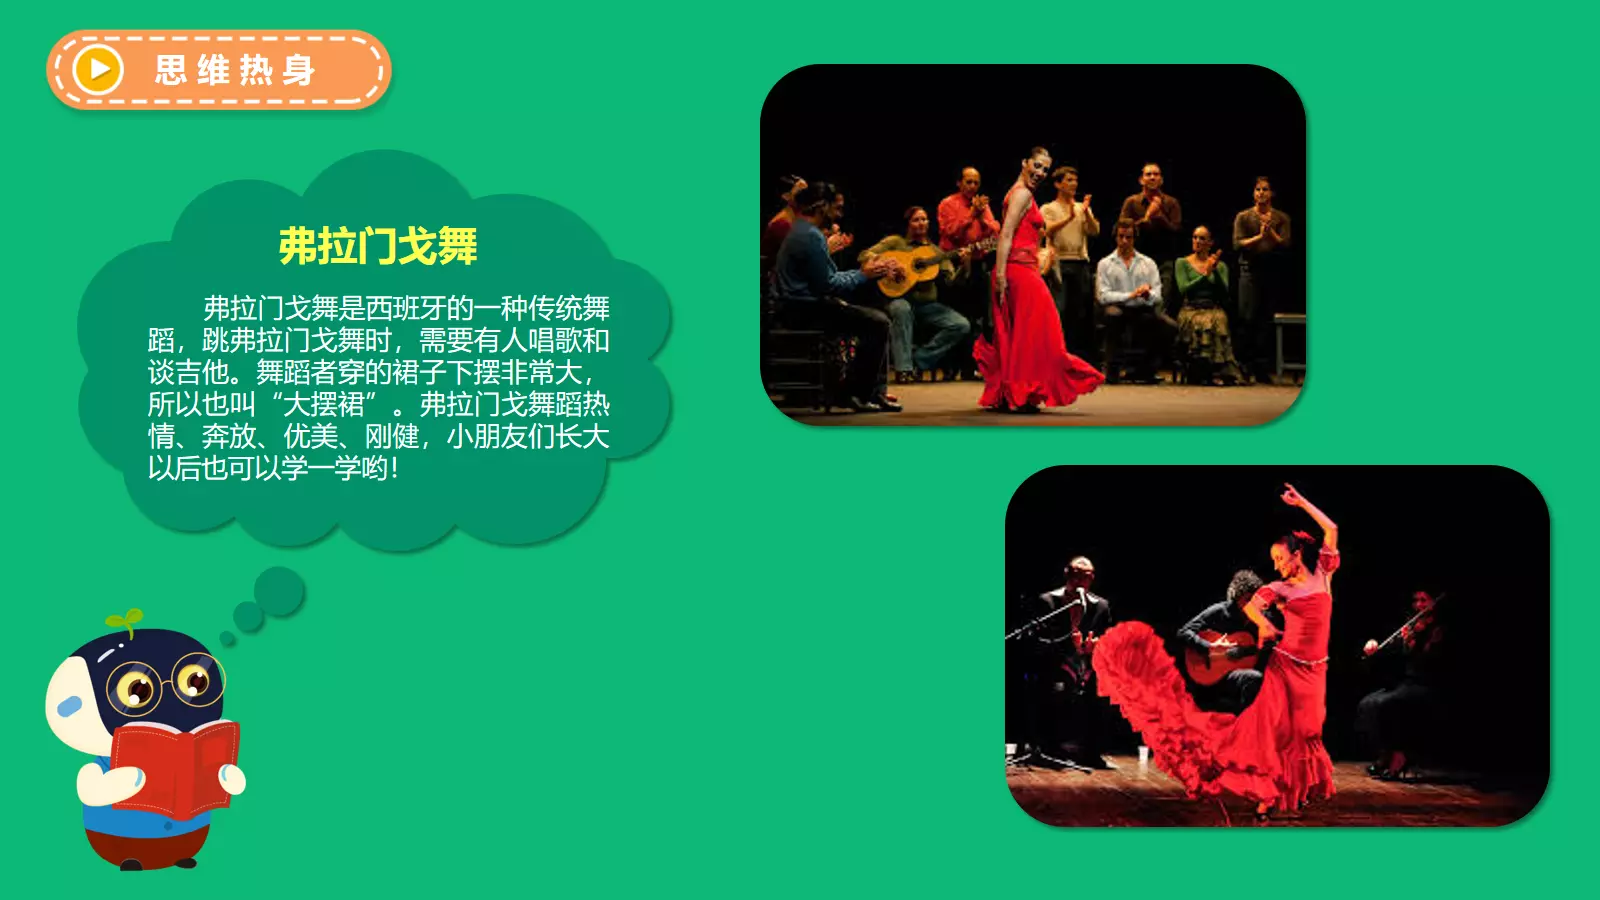 思维热身
弗拉门戈舞
弗拉门戈舞是西班牙的一种传统舞
蹈，跳弗拉门戈舞时，需要有人唱歌和
谈吉他。舞蹈者穿的裙子下摆非常大，
所以也叫“大摆裙”。弗拉门戈舞蹈热
情、奔放、优美、刚健，小朋友们长大
以后也可以学一学哟！